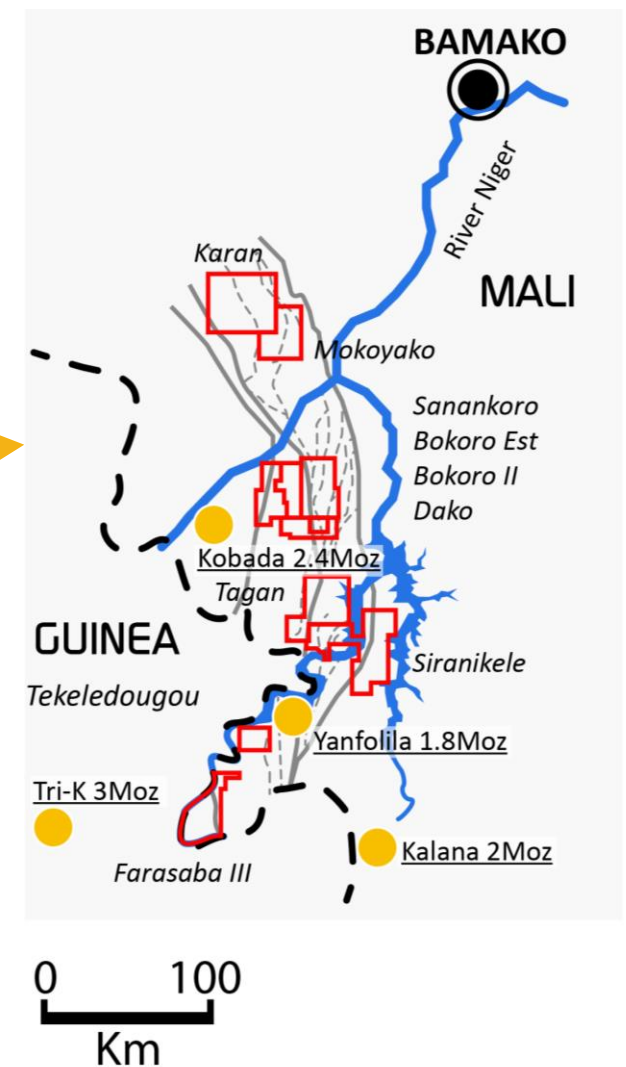 BAMAKO
River Niger
Karan
MALI
Mokoyako
Sanankoro
Bokoro Est
Bokoro II
Dako
Kobada 2.4Moz
Tagan
GUINEA
Siranikele
Tekeledougou
Yanfolila 1.8Moz
Tri-K 3Moz
Kalana 2Moz
Farasaba III
0 100
Km